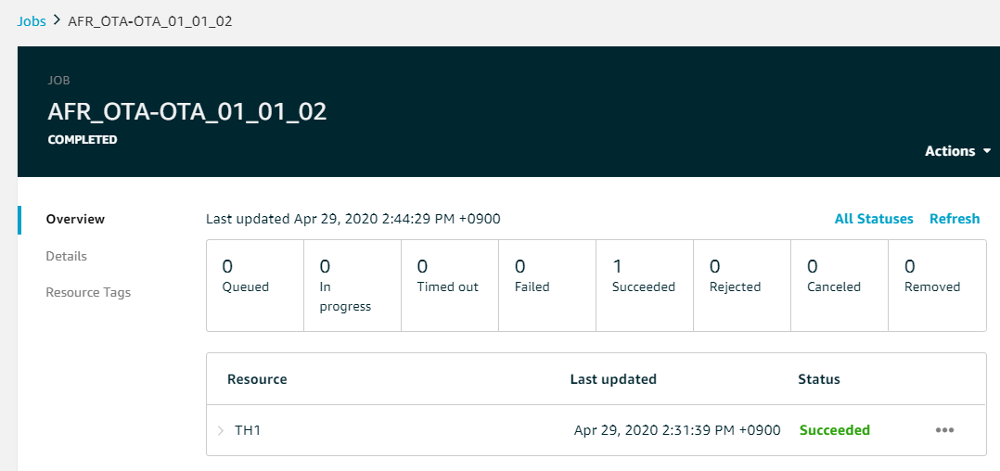 Jobs > AFR_OTA-OTA_01_01_02
JOB
AFR_OTA-OTA_01_01_02
COMPLETED
Actions
Overview
Details
Resource Tags
Last updated Apr 29, 2020 2:44:29 PM +0900
All Statuses Refresh
0 0 0 0 1 0 0 0
Queued In Timed out Failed Succeeded Rejected Canceled Removed
progress
Resource Last updated Status
TH1 Apr 29, 2020 2:31:39 PM +0900 Succeeded •••